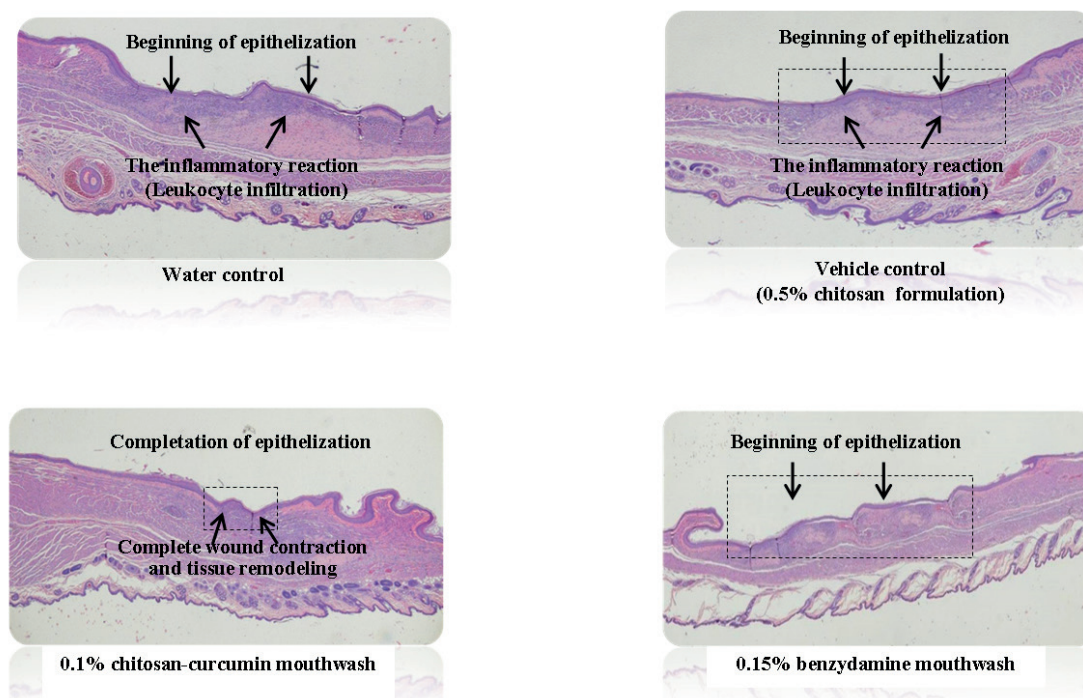 Beginning of epithelization
The inflammatory reaction
(Leukocyte infiltration)
Water control
Beginning of epithelization
The inflammatory reaction
(Leukocyte infiltration)
Vehicle control
(0.5% chitosan formulation)
Completation of epithelization
Complete wound contraction
and tissue remodeling
0.1% chitosan-curcumin mouthwash
Beginning of epithelization
0.15% benzydamine mouthwash